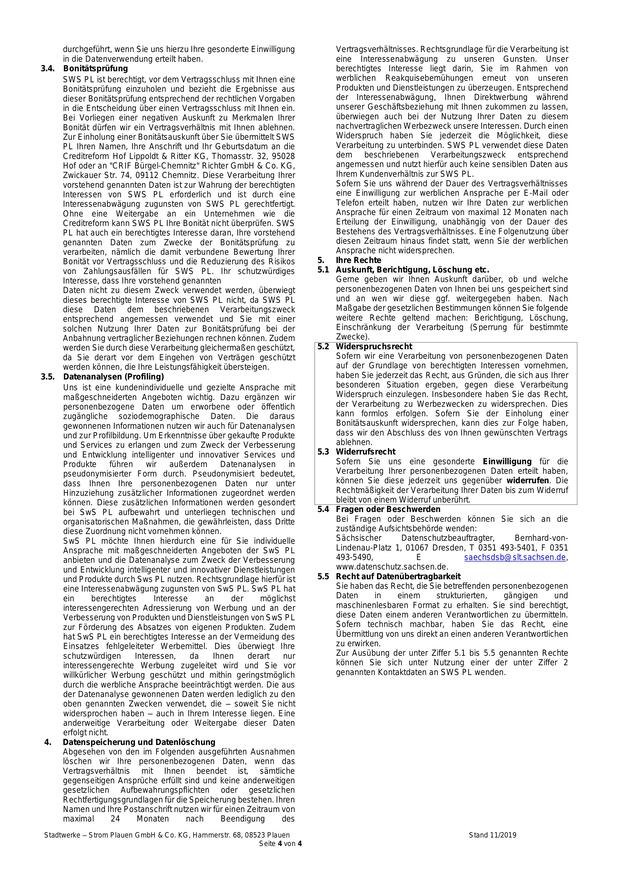 durchgeführt, wenn Sie uns hierzu Ihre gesonderte Einwilligung
in die Datenverwendung erteilt haben.
3.4. Bonitätsprüfung
SWS PL ist berechtigt, vor dem Vertragsschluss mit Ihnen eine
Bonitätsprüfung einzuholen und bezieht die Ergebnisse aus
dieser Bonitätsprüfung entsprechend der rechtlichen Vorgaben
in die Entscheidung über einen Vertragsschluss mit Ihnen ein.
Bei Vorliegen einer negativen Auskunft zu Merkmalen Ihrer
Bonität dürfen wir ein Vertragsverhältnis mit Ihnen ablehnen.
Zur Einholung einer Bonitätsauskunft über Sie übermittelt SWS
PL Ihren Namen, Ihre Anschrift und Ihr Geburtsdatum an die
Creditreform Hof Lippoldt & Ritter KG, Thomasstr. 32, 95028
Hof oder an "CRIF Bürgel-Chemnitz" Richter GmbH & Co. KG,
Zwickauer Str. 74, 09112 Chemnitz. Diese Verarbeitung Ihrer
vorstehend genannten Daten ist zur Wahrung der berechtigten
Interessen von SWS PL erforderlich und ist durch eine
Interessenabwägung zugunsten von SWS PL gerechtfertigt.
Ohne eine Weitergabe an ein Unternehmen wie die
Creditreform kann SWS PL Ihre Bonität nicht überprüfen. SWS
PL hat auch ein berechtigtes Interesse daran, Ihre vorstehend
genannten Daten zum Zwecke der Bonitätsprüfung zu
verarbeiten, nämlich die damit verbundene Bewertung Ihrer
Bonität vor Vertragsschluss und die Reduzierung des Risikos
von Zahlungsausfällen für SWS PL. Ihr schutzwürdiges
Interesse, dass Ihre vorstehend genannten
Daten nicht zu diesem Zweck verwendet werden, überwiegt
dieses berechtigte Interesse von SWS PL nicht, da SWS PL
diese Daten dem beschriebenen Verarbeitungszweck
entsprechend angemessen verwendet und Sie mit einer
solchen Nutzung Ihrer Daten zur Bonitätsprüfung bei der
Anbahnung vertraglicher Beziehungen rechnen können. Zudem
werden Sie durch diese Verarbeitung gleichermaßen geschützt,
da Sie derart vor dem Eingehen von Verträgen geschützt
werden können, die Ihre Leistungsfähigkeit übersteigen.
3.5. Datenanalysen (Profiling)
Uns ist eine kundenindividuelle und gezielte Ansprache mit
maßgeschneiderten Angeboten wichtig. Dazu ergänzen wir
personenbezogene Daten um erworbene oder öffentlich
zugängliche soziodemographische Daten. Die daraus
gewonnenen Informationen nutzen wir auch für Datenanalysen
und zur Profilbildung. Um Erkenntnisse über gekaufte Produkte
und Services zu erlangen und zum Zweck der Verbesserung
und Entwicklung intelligenter und innovativer Services und
Produkte führen wir außerdem Datenanalysen in
pseudonymisierter Form durch. Pseudonymisiert bedeutet,
dass Ihnen Ihre personenbezogenen Daten nur unter
Hinzuziehung zusätzlicher Informationen zugeordnet werden
können. Diese zusätzlichen Informationen werden gesondert
bei SwS PL aufbewahrt und unterliegen technischen und
organisatorischen Maßnahmen, die gewährleisten, dass Dritte
diese Zuordnung nicht vornehmen können.
SwS PL möchte Ihnen hierdurch eine für Sie individuelle
Ansprache mit maßgeschneiderten Angeboten der SwS PL
anbieten und die Datenanalyse zum Zweck der Verbesserung
und Entwicklung intelligenter und innovativer Dienstleistungen
und Produkte durch Sws PL nutzen. Rechtsgrundlage hierfür ist
eine Interessenabwägung zugunsten von SwS PL. SwS PL hat
ein berechtigtes Interesse an der möglichst
interessengerechten Adressierung von Werbung und an der
Verbesserung von Produkten und Dienstleistungen von SwS PL
zur Förderung des Absatzes von eigenen Produkten. Zudem
hat SwS PL ein berechtigtes Interesse an der Vermeidung des
Einsatzes fehlgeleiteter Werbemittel. Dies überwiegt Ihre
schutzwürdigen Interessen, da Ihnen derart nur
interessengerechte Werbung zugeleitet wird und Sie vor
willkürlicher Werbung geschützt und mithin geringstmöglich
durch die werbliche Ansprache beeinträchtigt werden. Die aus
der Datenanalyse gewonnenen Daten werden lediglich zu den
oben genannten Zwecken verwendet, die – soweit Sie nicht
widersprochen haben – auch in Ihrem Interesse liegen. Eine
anderweitige Verarbeitung oder Weitergabe dieser Daten
erfolgt nicht.
4. Datenspeicherung und Datenlöschung
Abgesehen von den im Folgenden ausgeführten Ausnahmen
löschen wir Ihre personenbezogenen Daten, wenn das
Vertragsverhältnis mit Ihnen beendet ist, sämtliche
gegenseitigen Ansprüche erfüllt sind und keine anderweitigen
gesetzlichen Aufbewahrungspflichten oder gesetzlichen
Rechtfertigungsgrundlagen für die Speicherung bestehen. Ihren
Namen und Ihre Postanschrift nutzen wir für einen Zeitraum von
maximal 24 Monaten nach Beendigung des
Vertragsverhältnisses. Rechtsgrundlage für die Verarbeitung ist
eine Interessenabwägung zu unseren Gunsten. Unser
berechtigtes Interesse liegt darin, Sie im Rahmen von
werblichen Reakquisebemühungen erneut von unseren
Produkten und Dienstleistungen zu überzeugen. Entsprechend
der Interessenabwägung, Ihnen Direktwerbung während
unserer Geschäftsbeziehung mit Ihnen zukommen zu lassen,
überwiegen auch bei der Nutzung Ihrer Daten zu diesem
nachvertraglichen Werbezweck unsere Interessen. Durch einen
Widerspruch haben Sie jederzeit die Möglichkeit, diese
Verarbeitung zu unterbinden. SWS PL verwendet diese Daten
dem beschriebenen Verarbeitungszweck entsprechend
angemessen und nutzt hierfür auch keine sensiblen Daten aus
Ihrem Kundenverhältnis zur SWS PL.
Sofern Sie uns während der Dauer des Vertragsverhältnisses
eine Einwilligung zur werblichen Ansprache per E-Mail oder
Telefon erteilt haben, nutzen wir Ihre Daten zur werblichen
Ansprache für einen Zeitraum von maximal 12 Monaten nach
Erteilung der Einwilligung, unabhängig von der Dauer des
Bestehens des Vertragsverhältnisses. Eine Folgenutzung über
diesen Zeitraum hinaus findet statt, wenn Sie der werblichen
Ansprache nicht widersprechen.
5. Ihre Rechte
5.1 Auskunft, Berichtigung, Löschung etc.
Gerne geben wir Ihnen Auskunft darüber, ob und welche
personenbezogenen Daten von Ihnen bei uns gespeichert sind
und an wen wir diese ggf. weitergegeben haben. Nach
Maßgabe der gesetzlichen Bestimmungen können Sie folgende
weitere Rechte geltend machen: Berichtigung, Löschung,
Einschränkung der Verarbeitung (Sperrung für bestimmte
Zwecke).
5.2 Widerspruchsrecht
Sofern wir eine Verarbeitung von personenbezogenen Daten
auf der Grundlage von berechtigten Interessen vornehmen,
haben Sie jederzeit das Recht, aus Gründen, die sich aus Ihrer
besonderen Situation ergeben, gegen diese Verarbeitung
Widerspruch einzulegen. Insbesondere haben Sie das Recht,
der Verarbeitung zu Werbezwecken zu widersprechen. Dies
kann formlos erfolgen. Sofern Sie der Einholung einer
Bonitätsauskunft widersprechen, kann dies zur Folge haben,
dass wir den Abschluss des von Ihnen gewünschten Vertrags
ablehnen.
5.3 Widerrufsrecht
Sofern Sie uns eine gesonderte Einwilligung für die
Verarbeitung Ihrer personenbezogenen Daten erteilt haben,
können Sie diese jederzeit uns gegenüber widerrufen. Die
Rechtmäßigkeit der Verarbeitung Ihrer Daten bis zum Widerruf
bleibt von einem Widerruf unberührt.
5.4 Fragen oder Beschwerden
Bei Fragen oder Beschwerden können Sie sich an die
zuständige Aufsichtsbehörde wenden:
Sächsischer Datenschutzbeauftragter, Bernhard-von-
Lindenau-Platz 1, 01067 Dresden, T 0351 493-5401, F 0351
493-5490, E saechsdsb@slt.sachsen.de,
www.datenschutz.sachsen.de.
5.5 Recht auf Datenübertragbarkeit
Sie haben das Recht, die Sie betreffenden personenbezogenen
Daten in einem strukturierten, gängigen und
maschinenlesbaren Format zu erhalten. Sie sind berechtigt,
diese Daten einem anderen Verantwortlichen zu übermitteln.
Sofern technisch machbar, haben Sie das Recht, eine
Übermittlung von uns direkt an einen anderen Verantwortlichen
zu erwirken.
Zur Ausübung der unter Ziffer 5.1 bis 5.5 genannten Rechte
können Sie sich unter Nutzung einer der unter Ziffer 2
genannten Kontaktdaten an SWS PL wenden.
Stadtwerke – Strom Plauen GmbH & Co. KG, Hammerstr. 68, 08523 Plauen Stand 11/2019
Seite 4 von 4